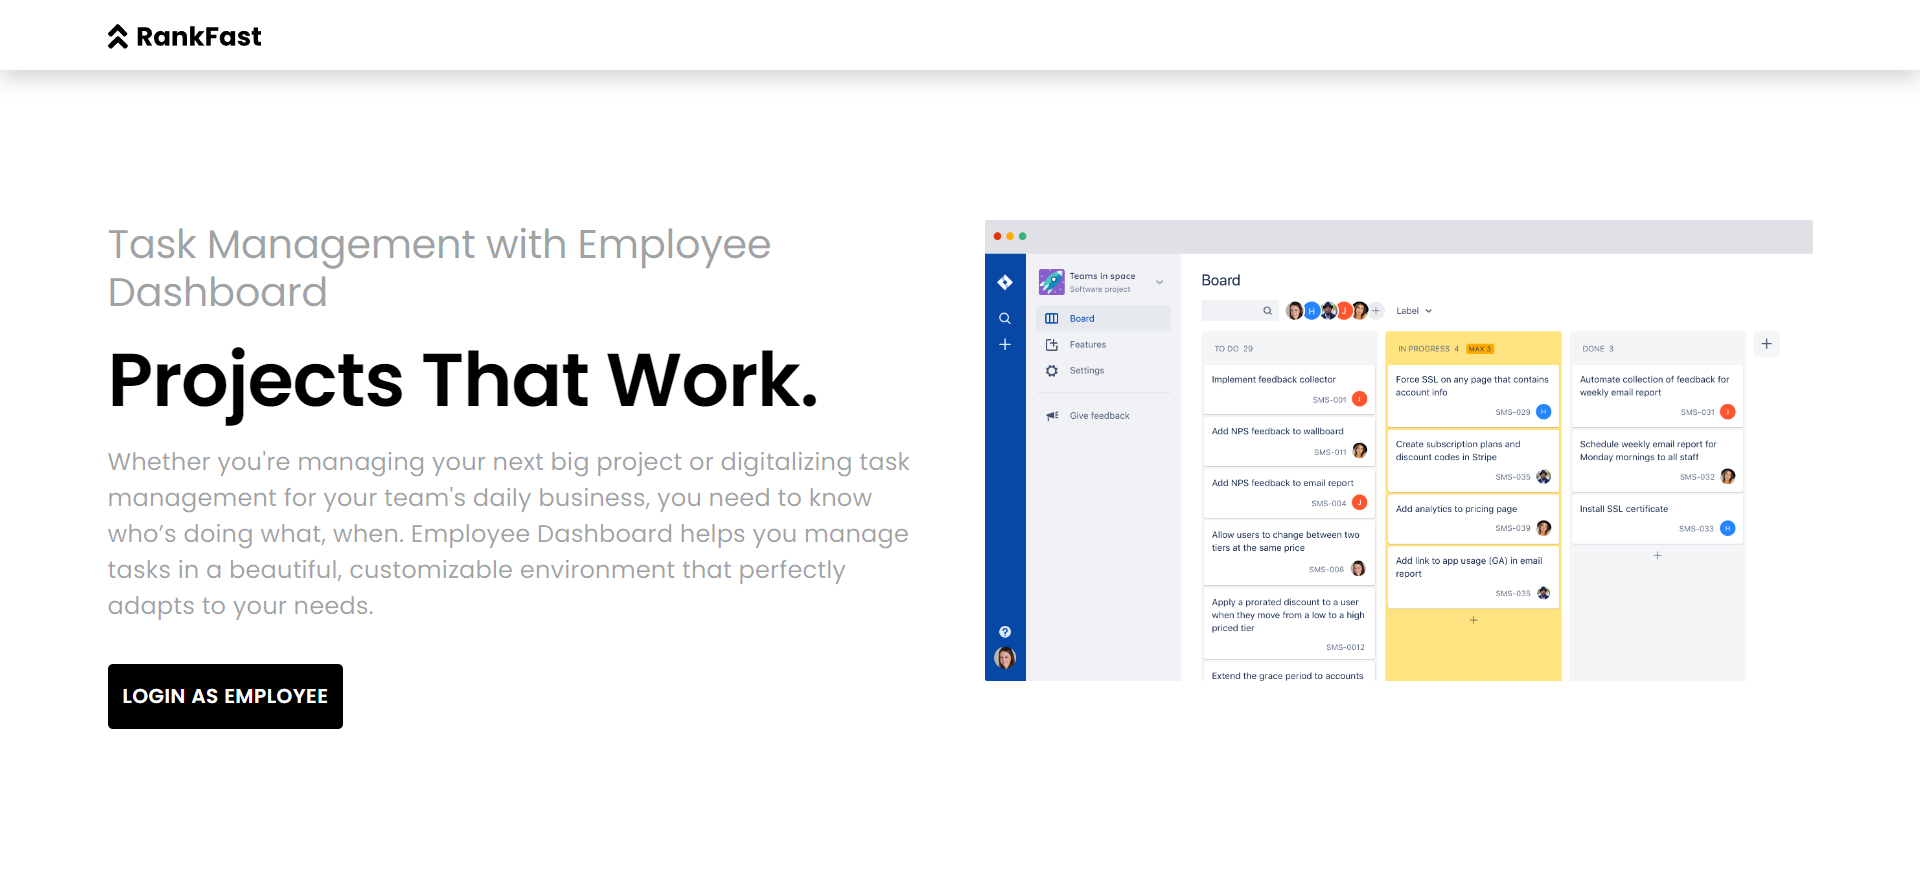 RankFast
Task Management with Employee
Dashboard
Projects That Work.
Whether you're managing your next big project or digitalizing task
management for your team's daily business, you need to know
who’s doing what, when. Employee Dashboard helps you manage
tasks in a beautiful, customizable environment that perfectly
adapts to your needs.
LOGIN AS EMPLOYEE
Teams in space
Software project
Board
Features
Settings
Give feedback
Board
H
J
Label
TO DO 29
Implement feedback collector
SMS-001 J
Add NPS feedback to wallboard
SMS-011
Add NPS feedback to email report
SMS-004 J
Allow users to change between two
tiers at the same price
SMS-008
Apply a prorated discount to a user
when they move from a low to a high
priced tier
SMS-0012
Extend the grace period to accounts
IN PROGRESS 4 MAX 3
Force SSL on any page that contains
account info
SMS-029 H
Create subscription plans and
discount codes in Stripe
SMS-035
Add analytics to pricing page
SMS-039
Add link to app usage (GA) in email
report
SMS-035
DONE 3
Automate collection of feedback for
weekly email report
SMS-031 J
Schedule weekly email report for
Monday mornings to all staff
SMS-032
Install SSL certificate
SMS-033 H